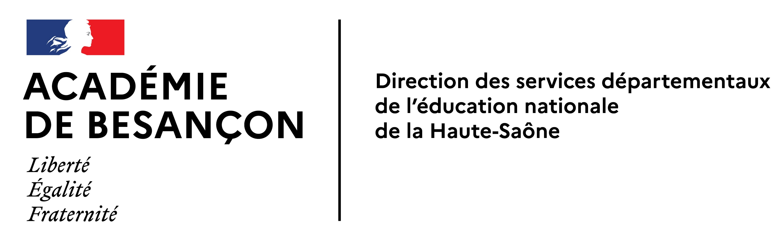 ACADÉMIE
DE BESANÇON
Liberté
Égalité
Fraternité
Direction des services départementaux
de l'éducation nationale
de la Haute-Saône